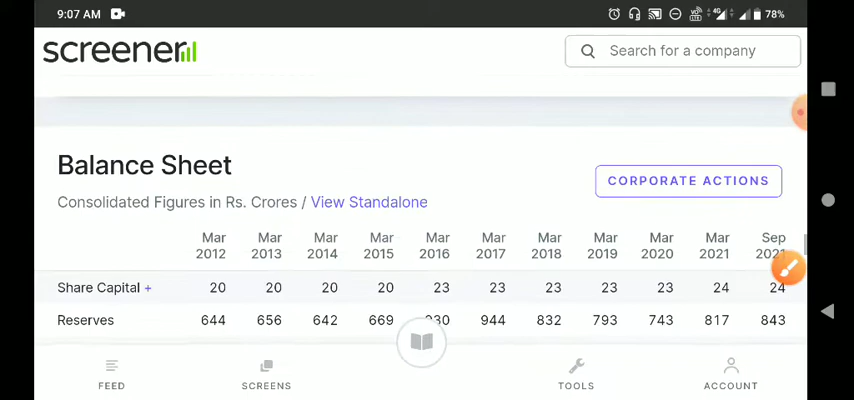 9:07 AM 4G 78%
screener Search for a company
Balance Sheet
CORPORATE ACTIONS
Consolidated Figures in Rs. Crores / View Standalone
Mar Mar Mar Mar Mar Mar Mar Mar Mar Mar Sep
2012 2013 2014 2015 2016 2017 2018 2019 2020 2021 2021
Share Capital + 20 20 20 20 23 23 23 23 23 24 24
Reserves 644 656 642 669 930 944 832 793 743 817 843
FEED SCREENS TOOLS ACCOUNT